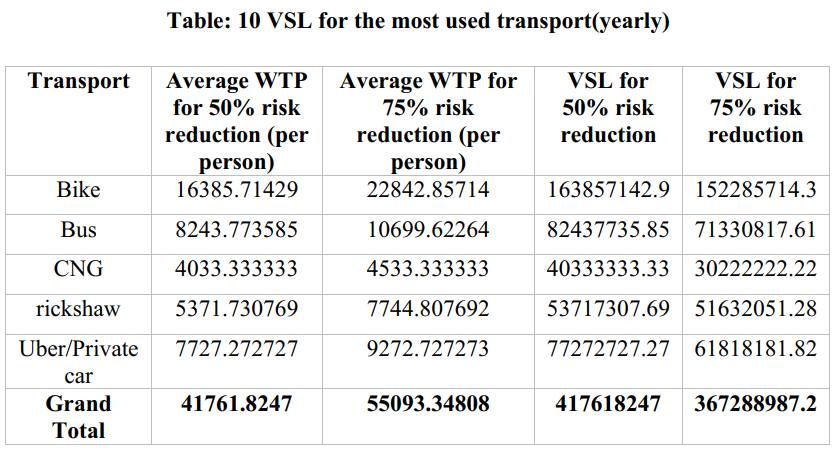 Table: 10 VSL for the most used transport(yearly)
Transport Average WTP for 50% risk reduction (per person) Average WTP for 75% risk reduction (per person) VSL for 50% risk reduction VSL for 75% risk reduction
Bike 16385.71429 22842.85714 163857142.9 152285714.3
Bus 8243.773585 10699.62264 82437735.85 71330817.61
CNG 4033.333333 4533.333333 40333333.33 30222222.22
rickshaw 5371.730769 7744.807692 53717307.69 51632051.28
Uber/Private car 7727.272727 9272.727273 77272727.27 61818181.82
Grand Total 41761.8247 55093.34808 417618247 367288987.2